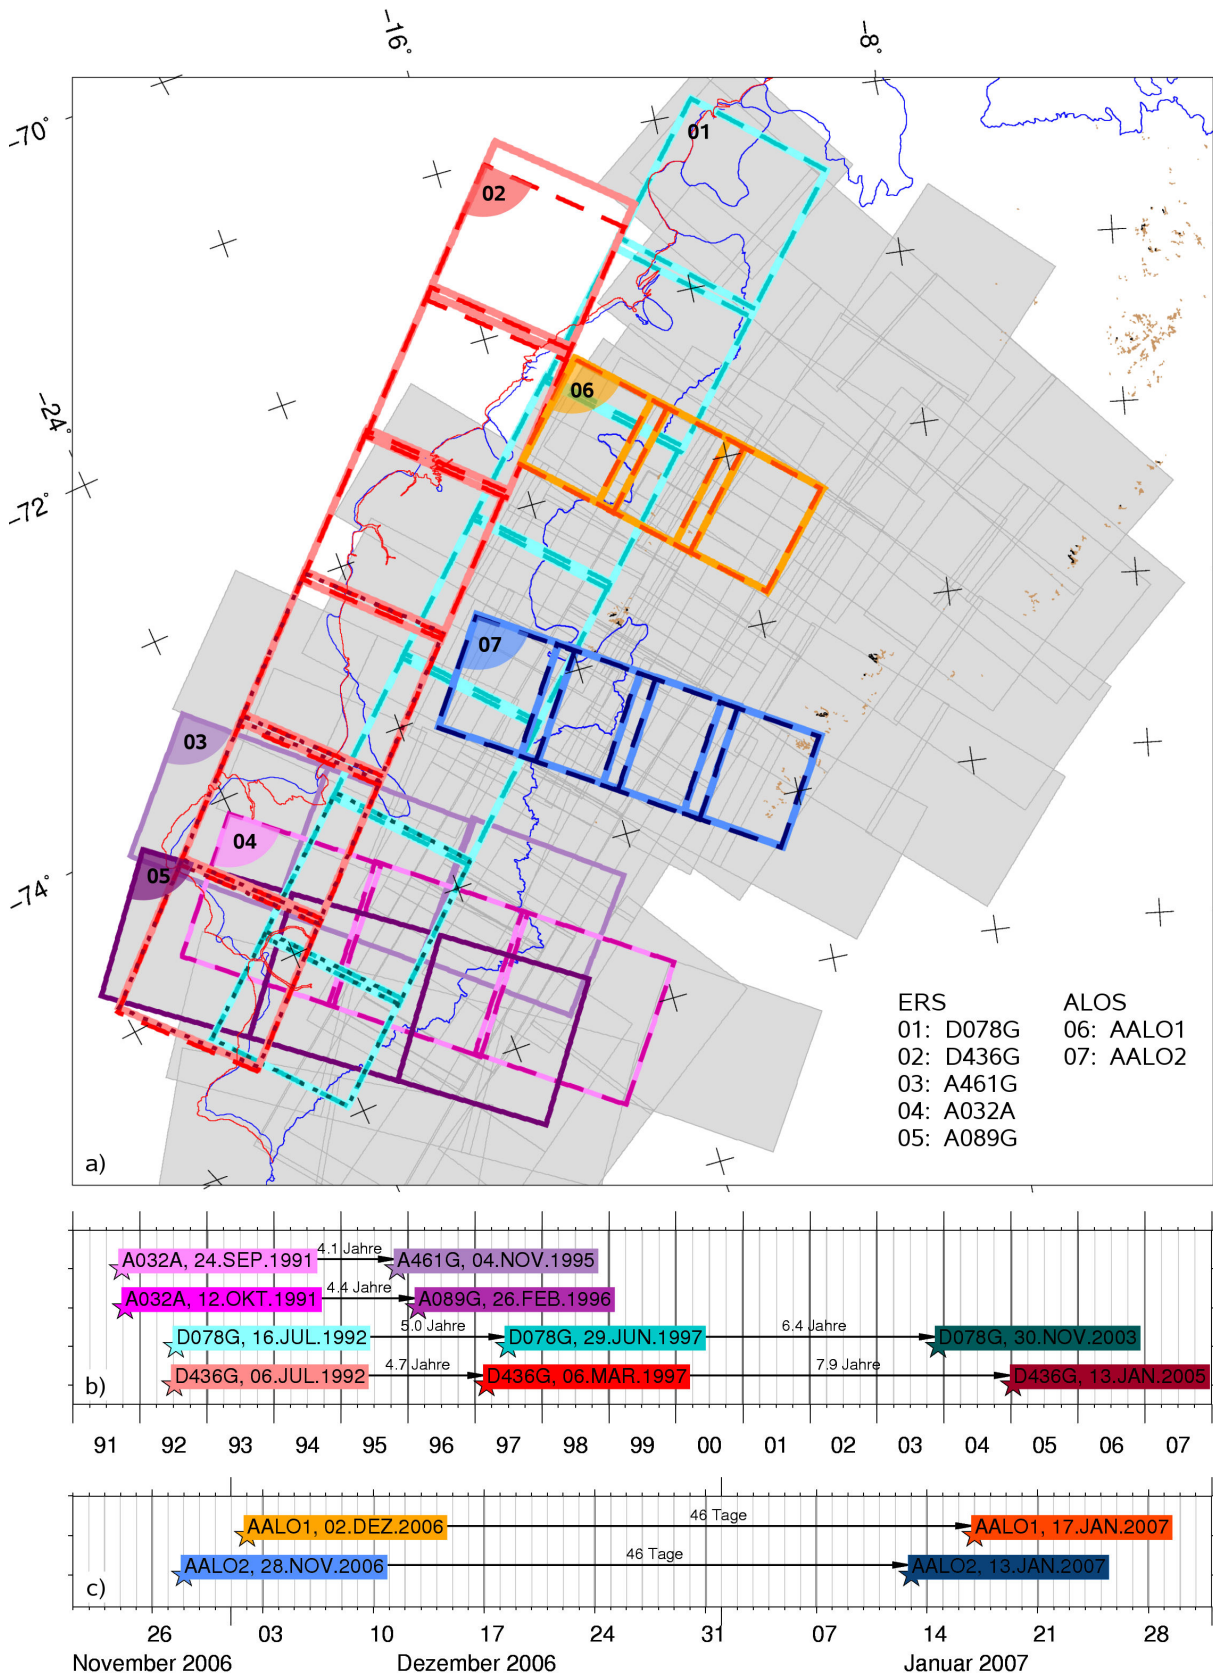 -16°
-8°
-70°
01
02
06
-24°
-72°
07
03
04
05
-74°
ERS
ALOS
01: D078G
06: AALO1
02: D436G
07: AALO2
03: A461G
04: A032A
05: A089G
a)
4.1 Jahre
A032A, 24.SEP.1991
A461G, 04.NOV.1995
4.4 Jahre
A032A, 12.OKT.1991
A089G, 26.FEB.1996
5.0 Jahre
6.4 Jahre
D078G, 16.JUL.1992
D078G, 29.JUN.1997
D078G, 30.NOV.2003
4.7 Jahre
7.9 Jahre
D436G, 06.JUL.1992
D436G, 06.MAR.1997
D436G, 13.JAN.2005
b)
91 92 93 94 95 96 97 98 99 00 01 02 03 04 05 06 07
46 Tage
AALO1, 02.DEZ.2006
AALO1, 17.JAN.2007
46 Tage
AALO2, 28.NOV.2006
AALO2, 13.JAN.2007
c)
26 03 10 17 24 31 07 14 21 28
November 2006 Dezember 2006 Januar 2007